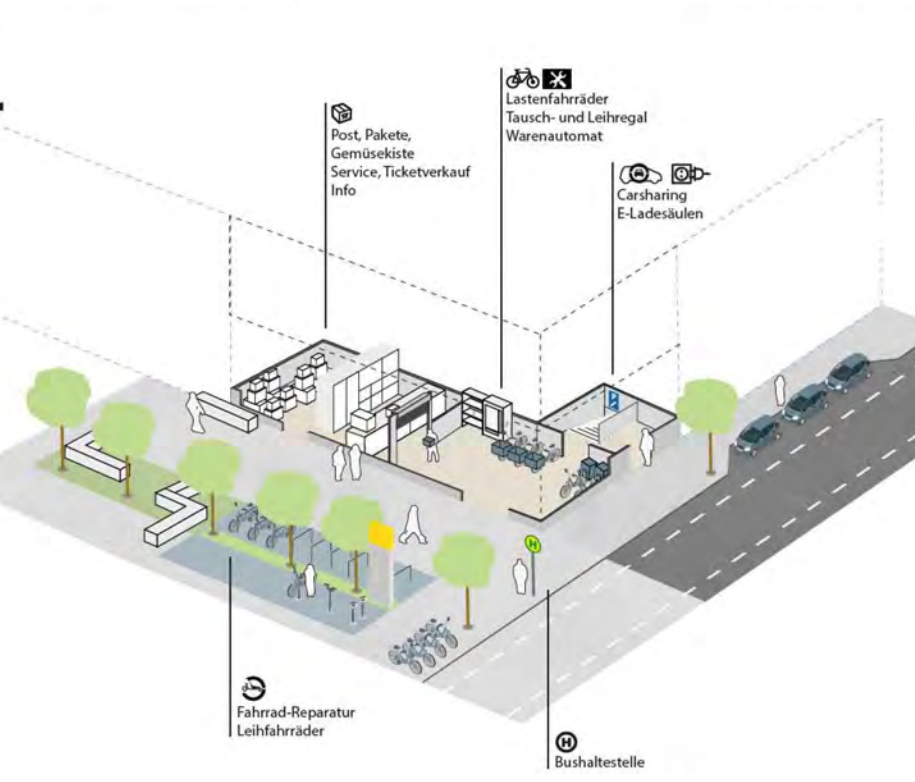 Lastenfahrräder
Tausch- und Leihregal
Warenautomat
Post, Pakete,
Gemüsekiste
Service, Ticketverkauf
Info
Carsharing
E-Ladesäulen
H
Fahrrad-Reparatur
Leihfahrräder
H
Bushaltestelle